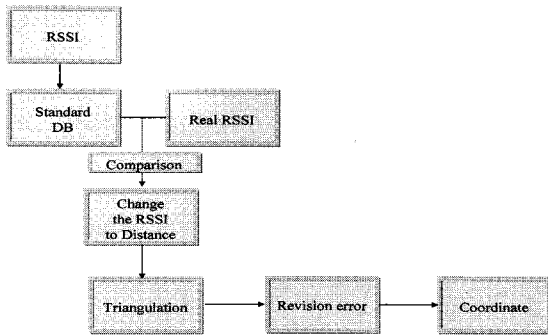 RSSI
Standard
DB
Real RSSI
Comparison
Change
the RSSI
to Distance
Triangulation
Revision error
Coordinate